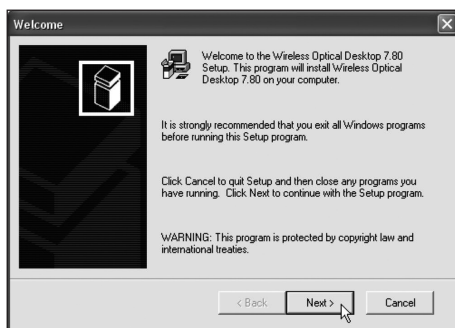 Welcome
Welcome to the Wireless Optical Desktop 7.80
Setup. This program will install Wireless Optical
Desktop 7.80 on your computer.
It is strongly recommended that you exit all Windows programs
before running this Setup program.
Click Cancel to quit Setup and then close any programs you
have running. Click Next to continue with the Setup program.
WARNING: This program is protected by copyright law and
international treaties.
< Back Next > Cancel